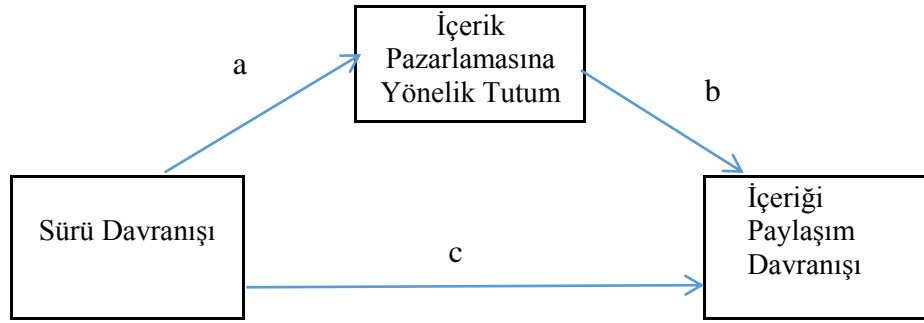 İçerik
Pazarlamasına
Yönelik Tutum
a
b
Sürü Davranışı
c
İçeriği
Paylaşım
Davranışı